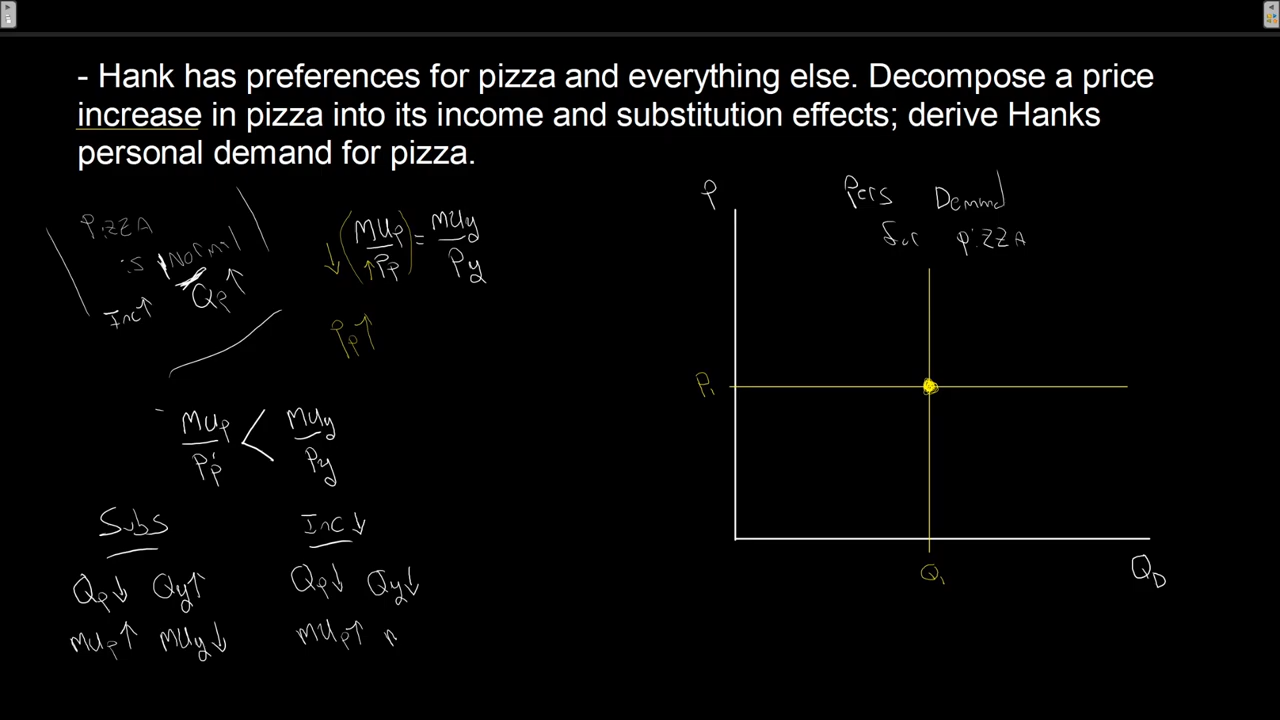 - Hank has preferences for pizza and everything else. Decompose a price
increase in pizza into its income and substitution effects; derive Hanks
personal demand for pizza.
PizzA
is Normal
Inc↑ Qp↑
↓(MUp/↑Pp) = MUy/Py
Pp↑
MUp/Pp' < MUy/Py
Subs Inc↓
Qp↓ Qy↑ Qp↓ Qy↓
MUp↑ MUy↓ MUp↑
P
Pers Demand
for pizzA
P₁
Q₁
QD